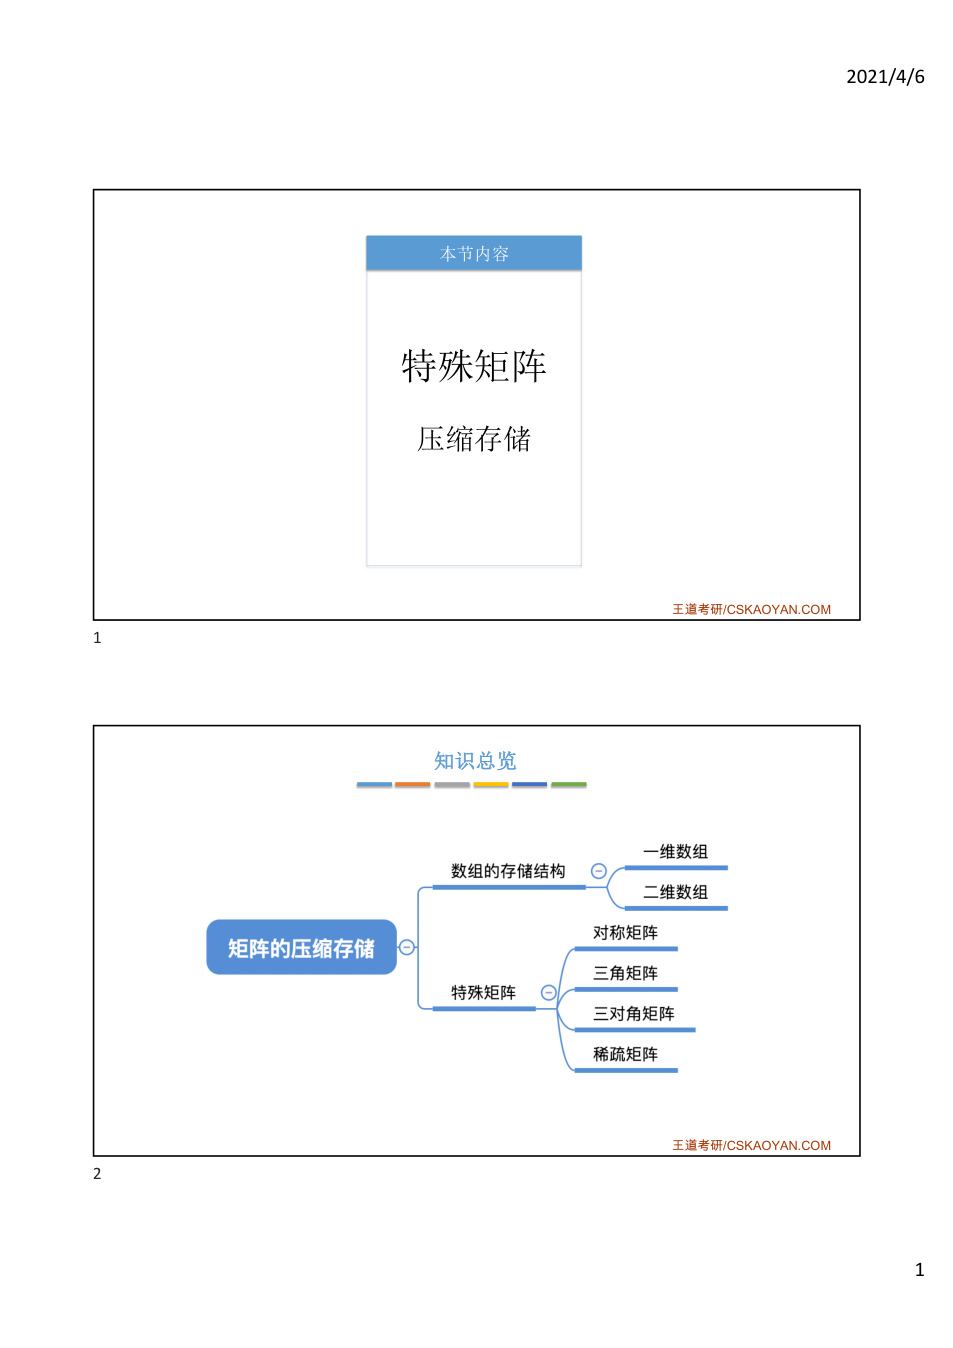 2021/4/6
本节内容
特殊矩阵
压缩存储
王道考研/CSKAOYAN.COM
1
知识总览
矩阵的压缩存储
数组的存储结构
一维数组
二维数组
特殊矩阵
对称矩阵
三角矩阵
三对角矩阵
稀疏矩阵
王道考研/CSKAOYAN.COM
2
1